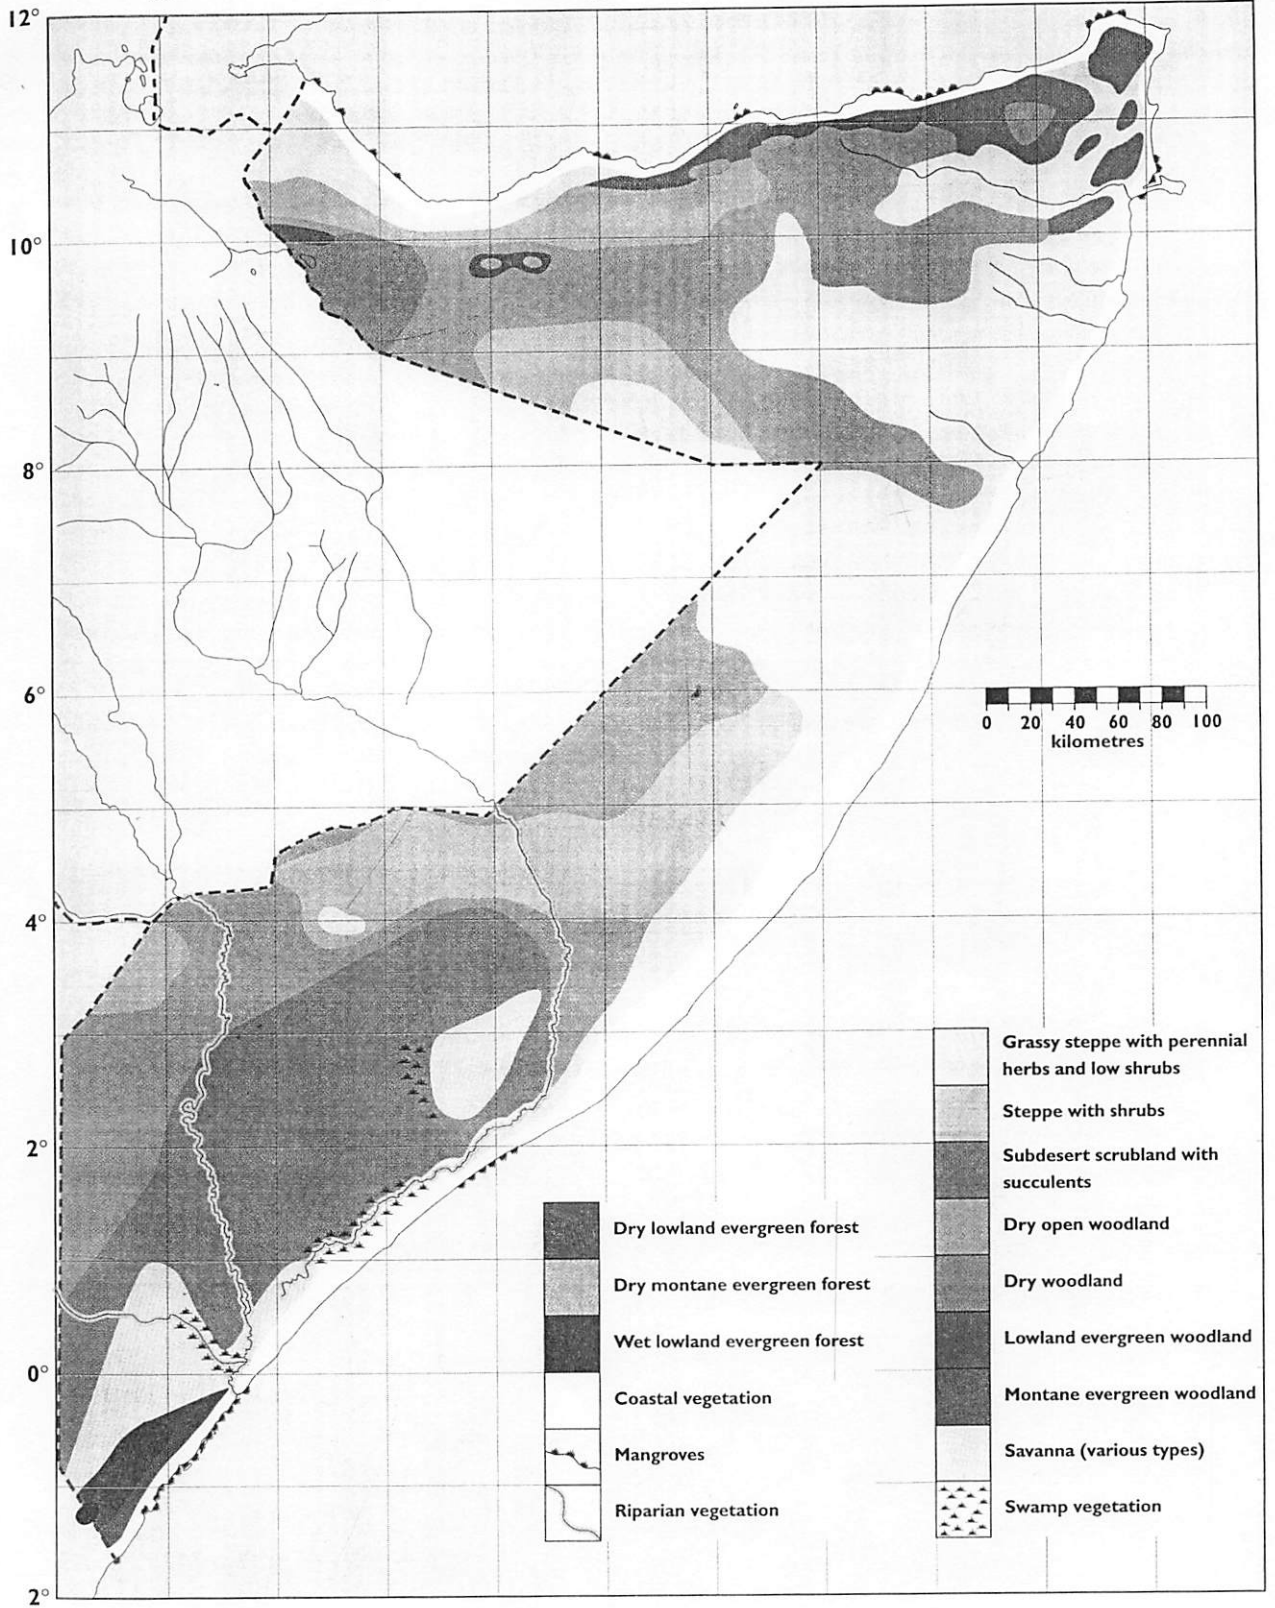 12°
10°
8°
6°
4°
2°
0°
2°
0 20 40 60 80 100
kilometres
Dry lowland evergreen forest
Dry montane evergreen forest
Wet lowland evergreen forest
Coastal vegetation
Mangroves
Riparian vegetation
Grassy steppe with perennial
herbs and low shrubs
Steppe with shrubs
Subdesert scrubland with
succulents
Dry open woodland
Dry woodland
Lowland evergreen woodland
Montane evergreen woodland
Savanna (various types)
Swamp vegetation